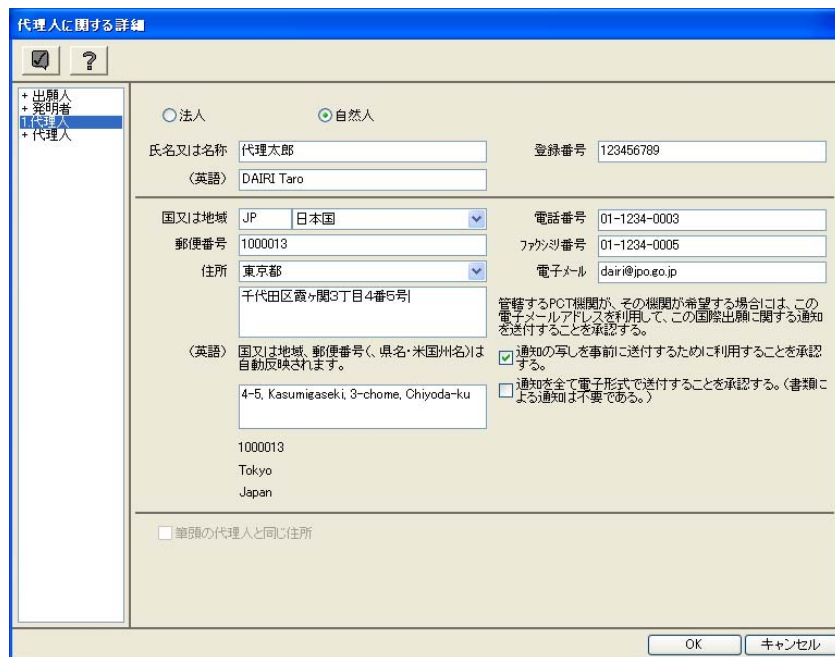 代理人に関する詳細
?
+ 出願人
+ 発明者
1 代理人
+ 代理人
法人
自然人
氏名又は名称
代理太郎
登録番号
123456789
(英語)
DAIRI Taro
国又は地域
JP
日本国
電話番号
01-1234-0003
郵便番号
1000013
ファクシミリ番号
01-1234-0005
住所
東京都
電子メール
dairi@jpo.go.jp
千代田区霞ヶ関3丁目4番5号
管轄するPCT機関が、その機関が希望する場合には、この
電子メールアドレスを利用して、この国際出願に関する通知
を送付することを承認する。
(英語)
国又は地域、郵便番号(、県名・米国州名)は
自動反映されます。
通知の写しを事前に送付するために利用することを承認
する。
通知を全て電子形式で送付することを承認する。(書類に
よる通知は不要である。)
4-5, Kasumigaseki, 3-chome, Chiyoda-ku
1000013
Tokyo
Japan
筆頭の代理人と同じ住所
OK
キャンセル